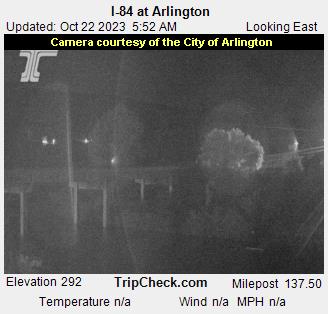 I-84 at Arlington
Updated: Oct 22 2023 5:52 AM Looking East
Camera courtesy of the City of Arlington
Elevation 292 TripCheck.com Milepost 137.50
Temperature n/a Wind n/a MPH n/a